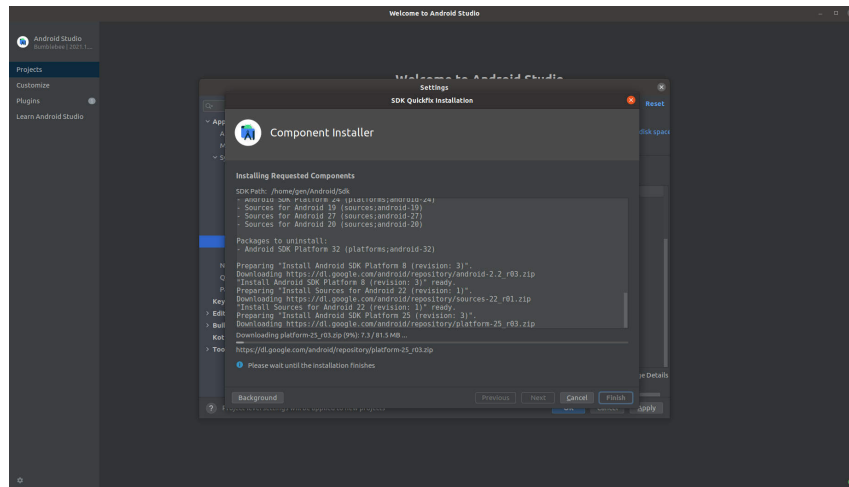 Welcome to Android Studio
Android Studio
Bumblebee | 2021.1....
Projects
Customize
Plugins
Learn Android Studio
Settings
SDK Quickfix Installation
Reset
Component Installer
disk space
Installing Requested Components
SDK Path: /home/gen/Android/Sdk
- Android SDK Platform 24 (platforms;android-24)
- Sources for Android 19 (sources;android-19)
- Sources for Android 27 (sources;android-27)
- Sources for Android 20 (sources;android-20)
Packages to uninstall:
- Android SDK Platform 32 (platforms;android-32)
Preparing "Install Android SDK Platform 8 (revision: 3)".
Downloading https://dl.google.com/android/repository/android-2.2_r03.zip
"Install Android SDK Platform 8 (revision: 3)" ready.
Preparing "Install Sources for Android 22 (revision: 1)".
Downloading https://dl.google.com/android/repository/sources-22_r01.zip
"Install Sources for Android 22 (revision: 1)" ready.
Preparing "Install Android SDK Platform 25 (revision: 3)".
Downloading https://dl.google.com/android/repository/platform-25_r03.zip
Downloading platform-25_r03.zip (9%): 7.3 / 81.5 MB ...
https://dl.google.com/android/repository/platform-25_r03.zip
Please wait until the installation finishes
Details
Background
Previous
Next
Cancel
Finish
?
Apply